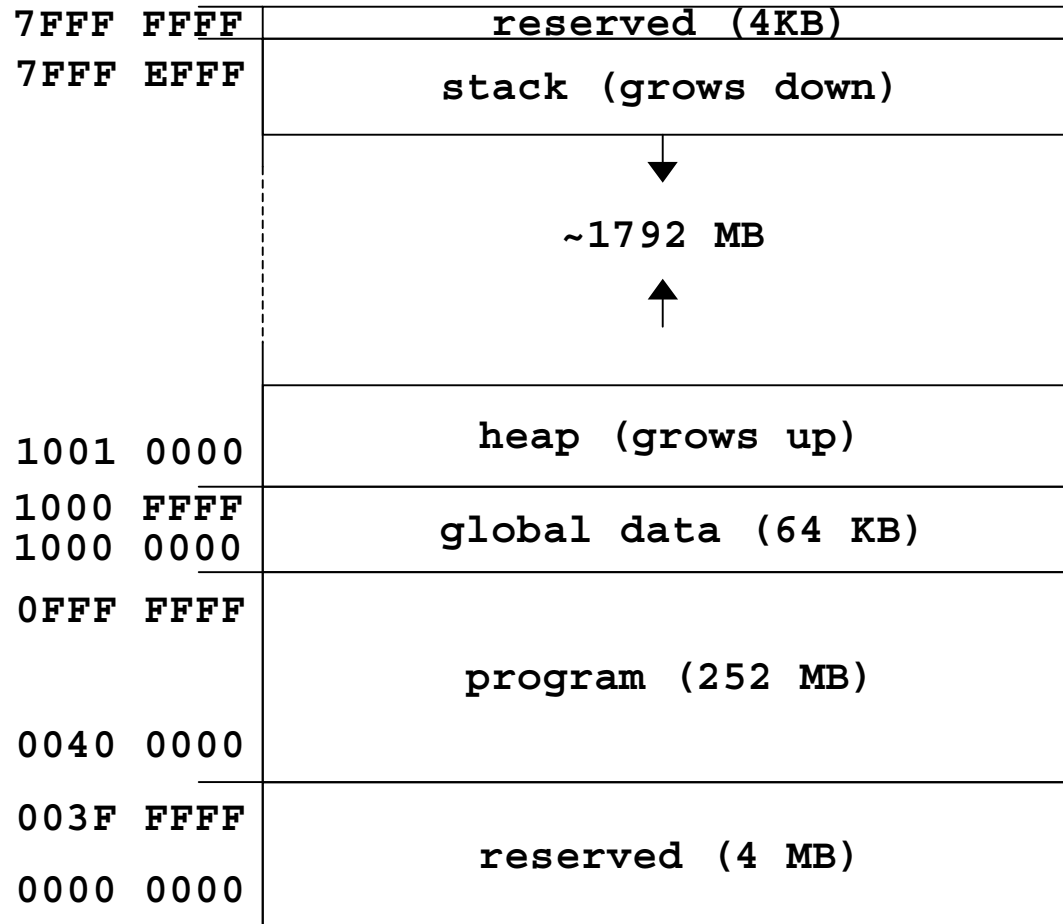 7FFF FFFF reserved (4KB)
7FFF EFFF stack (grows down)
~1792 MB
1001 0000 heap (grows up)
1000 FFFF
1000 0000 global data (64 KB)
0FFF FFFF
program (252 MB)
0040 0000
003F FFFF
reserved (4 MB)
0000 0000